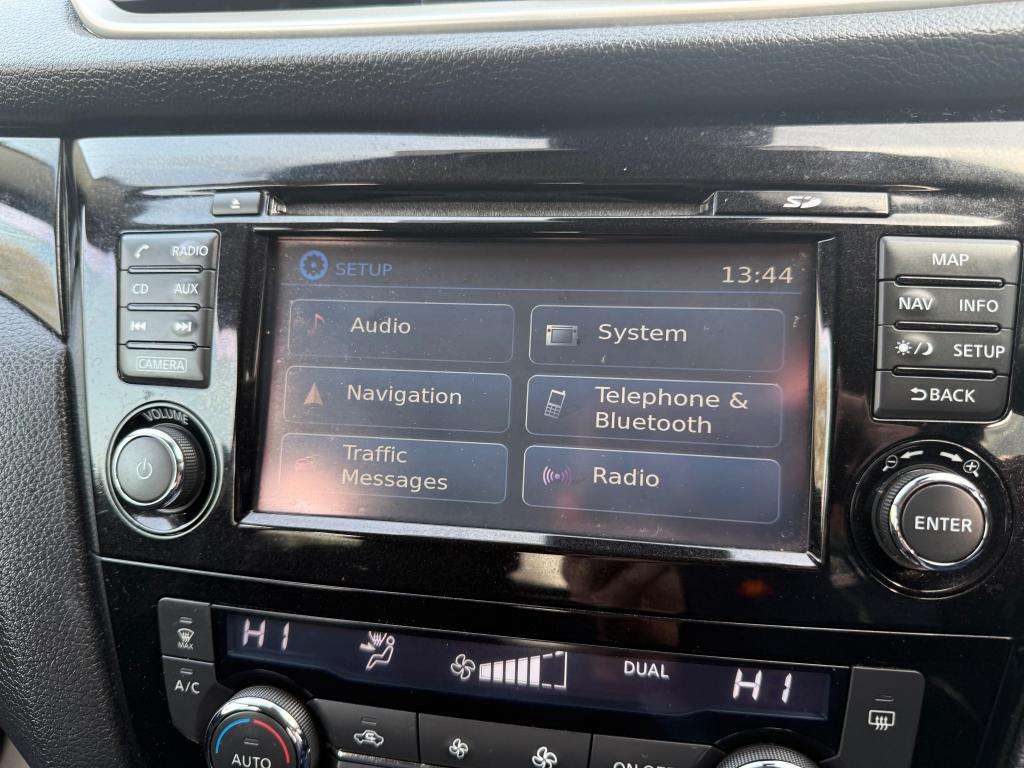 SD
RADIO
CD AUX
CAMERA
VOLUME
SETUP 13:44
Audio
System
Navigation
Telephone &
Bluetooth
Traffic
Messages
Radio
MAP
NAV INFO
SETUP
BACK
ENTER
MAX
A/C
AUTO
HI
DUAL
HI